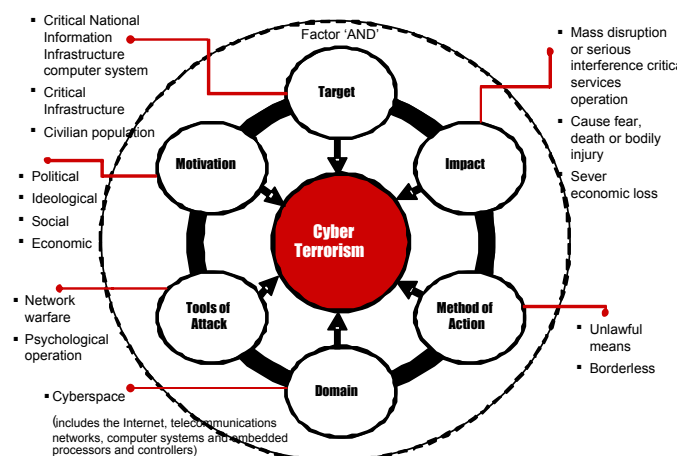 Factor ‘AND’
▪ Critical National
Information
Infrastructure
computer system
▪ Critical
Infrastructure
▪ Civilian population
Target
▪ Mass disruption
or serious
interference critical
services
operation
▪ Cause fear,
death or bodily
injury
▪ Sever
economic loss
Motivation
Impact
▪ Political
▪ Ideological
▪ Social
▪ Economic
Cyber
Terrorism
▪ Network
warfare
▪ Psychological
operation
Tools of
Attack
Method of
Action
▪ Unlawful
means
▪ Borderless
Domain
▪ Cyberspace
(includes the Internet, telecommunications
networks, computer systems and embedded
processors and controllers)